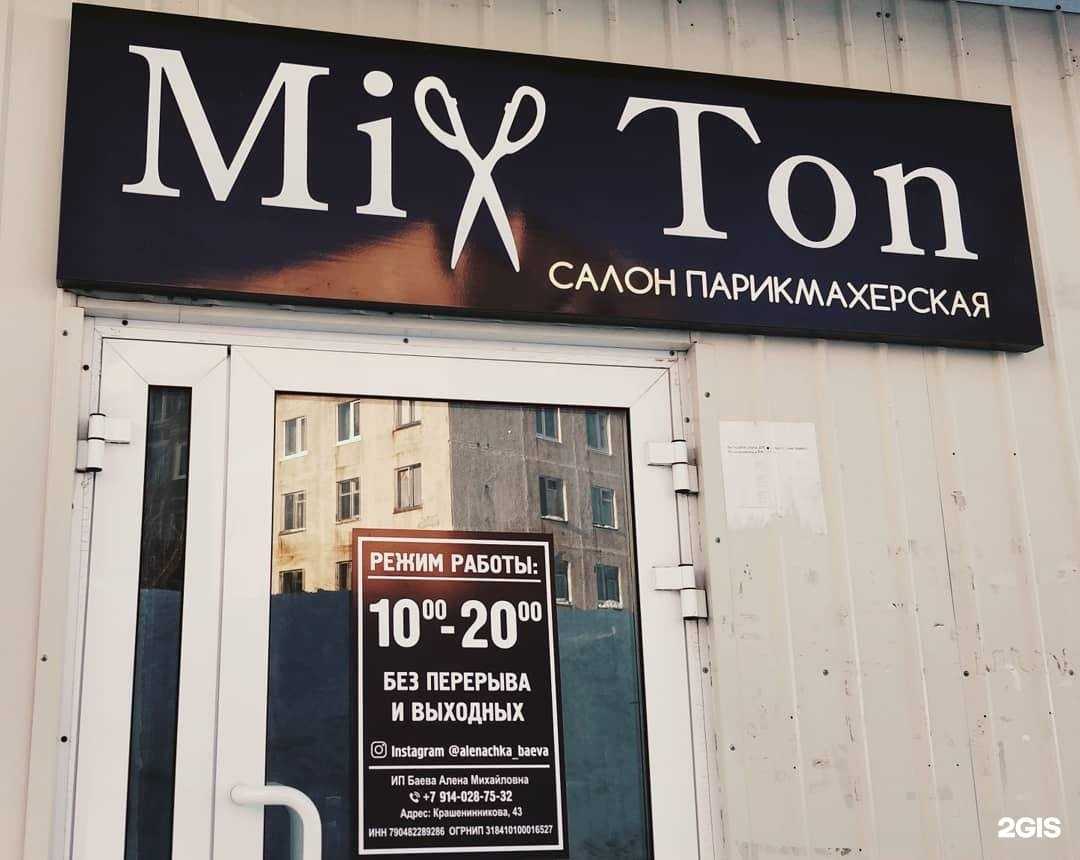 Mix Ton
САЛОН ПАРИКМАХЕРСКАЯ
РЕЖИМ РАБОТЫ:
10⁰⁰-20⁰⁰
БЕЗ ПЕРЕРЫВА
И ВЫХОДНЫХ
Instagram @alenachka_baeva
ИП Баева Алена Михайловна
+7 914-028-75-32
Адрес: Крашенинникова, 43
ИНН 790482289286 ОГРНИП 318410100016527
2GIS